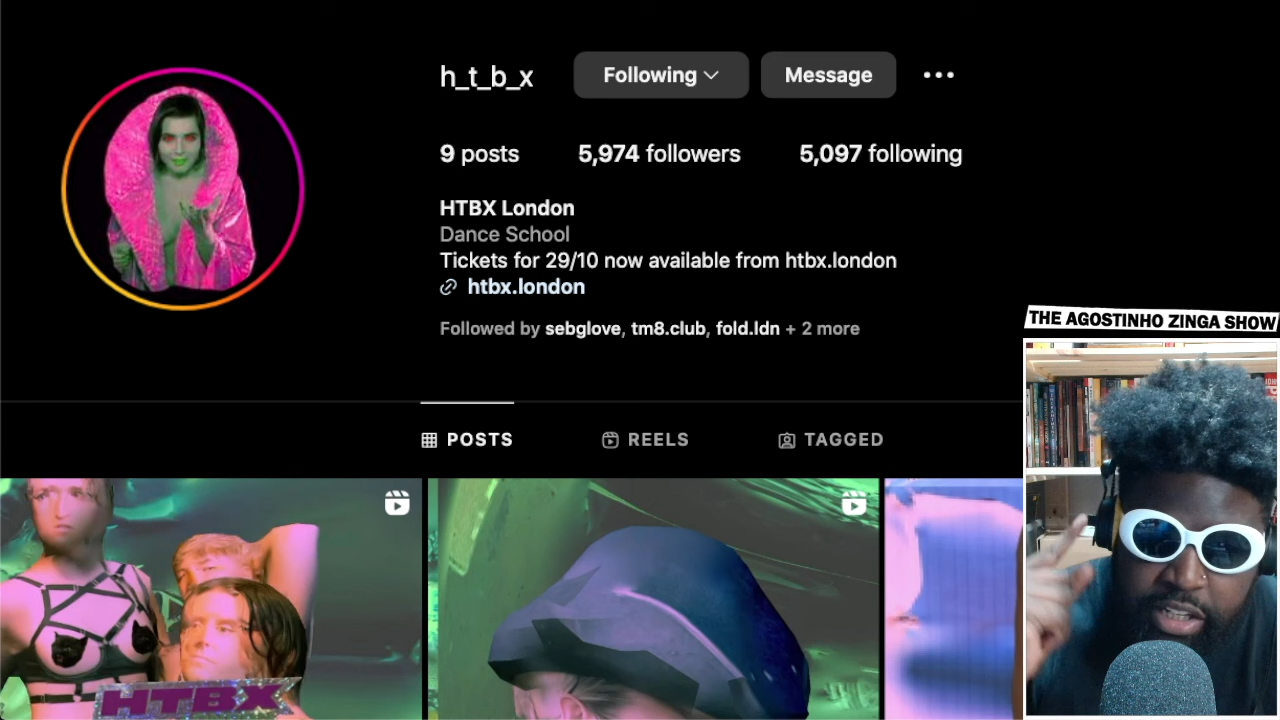 h_t_b_x
Following
Message
9 posts
5,974 followers
5,097 following
HTBX London
Dance School
Tickets for 29/10 now available from htbx.london
htbx.london
Followed by sebglove, tm8.club, fold.ldn + 2 more
POSTS
REELS
TAGGED
THE AGOSTINHO ZINGA SHOW
HTBX